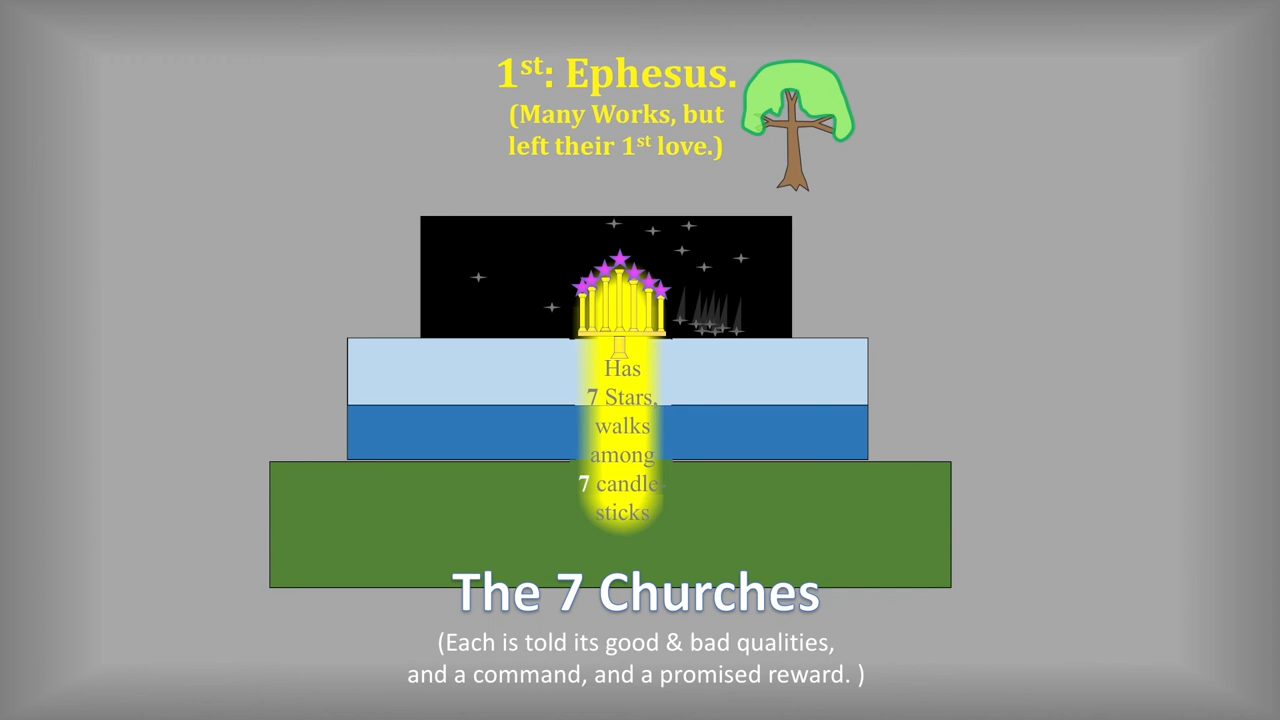 1st: Ephesus.
(Many Works, but
left their 1st love.)
Has
7 Stars,
walks
among
7 candle-
sticks
The 7 Churches
(Each is told its good & bad qualities,
and a command, and a promised reward. )